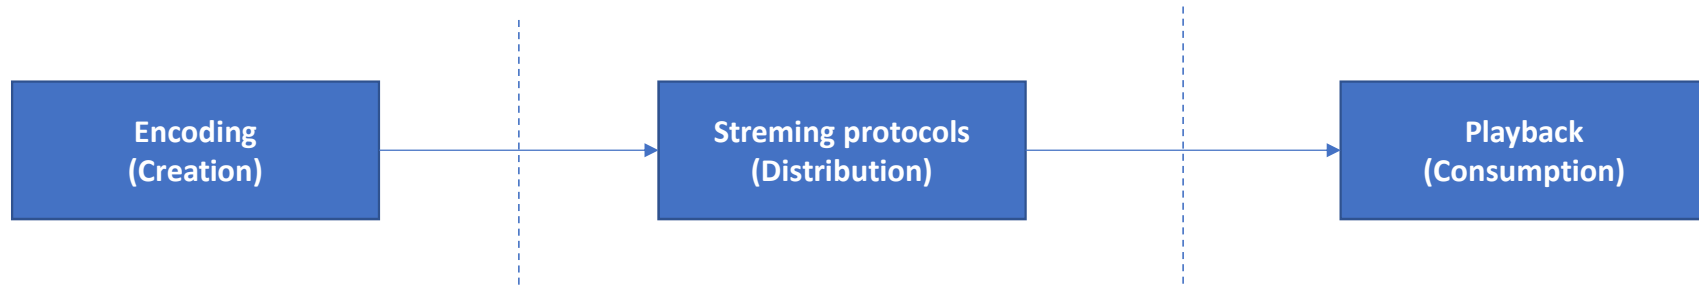 Encoding
(Creation)
Streming protocols
(Distribution)
Playback
(Consumption)